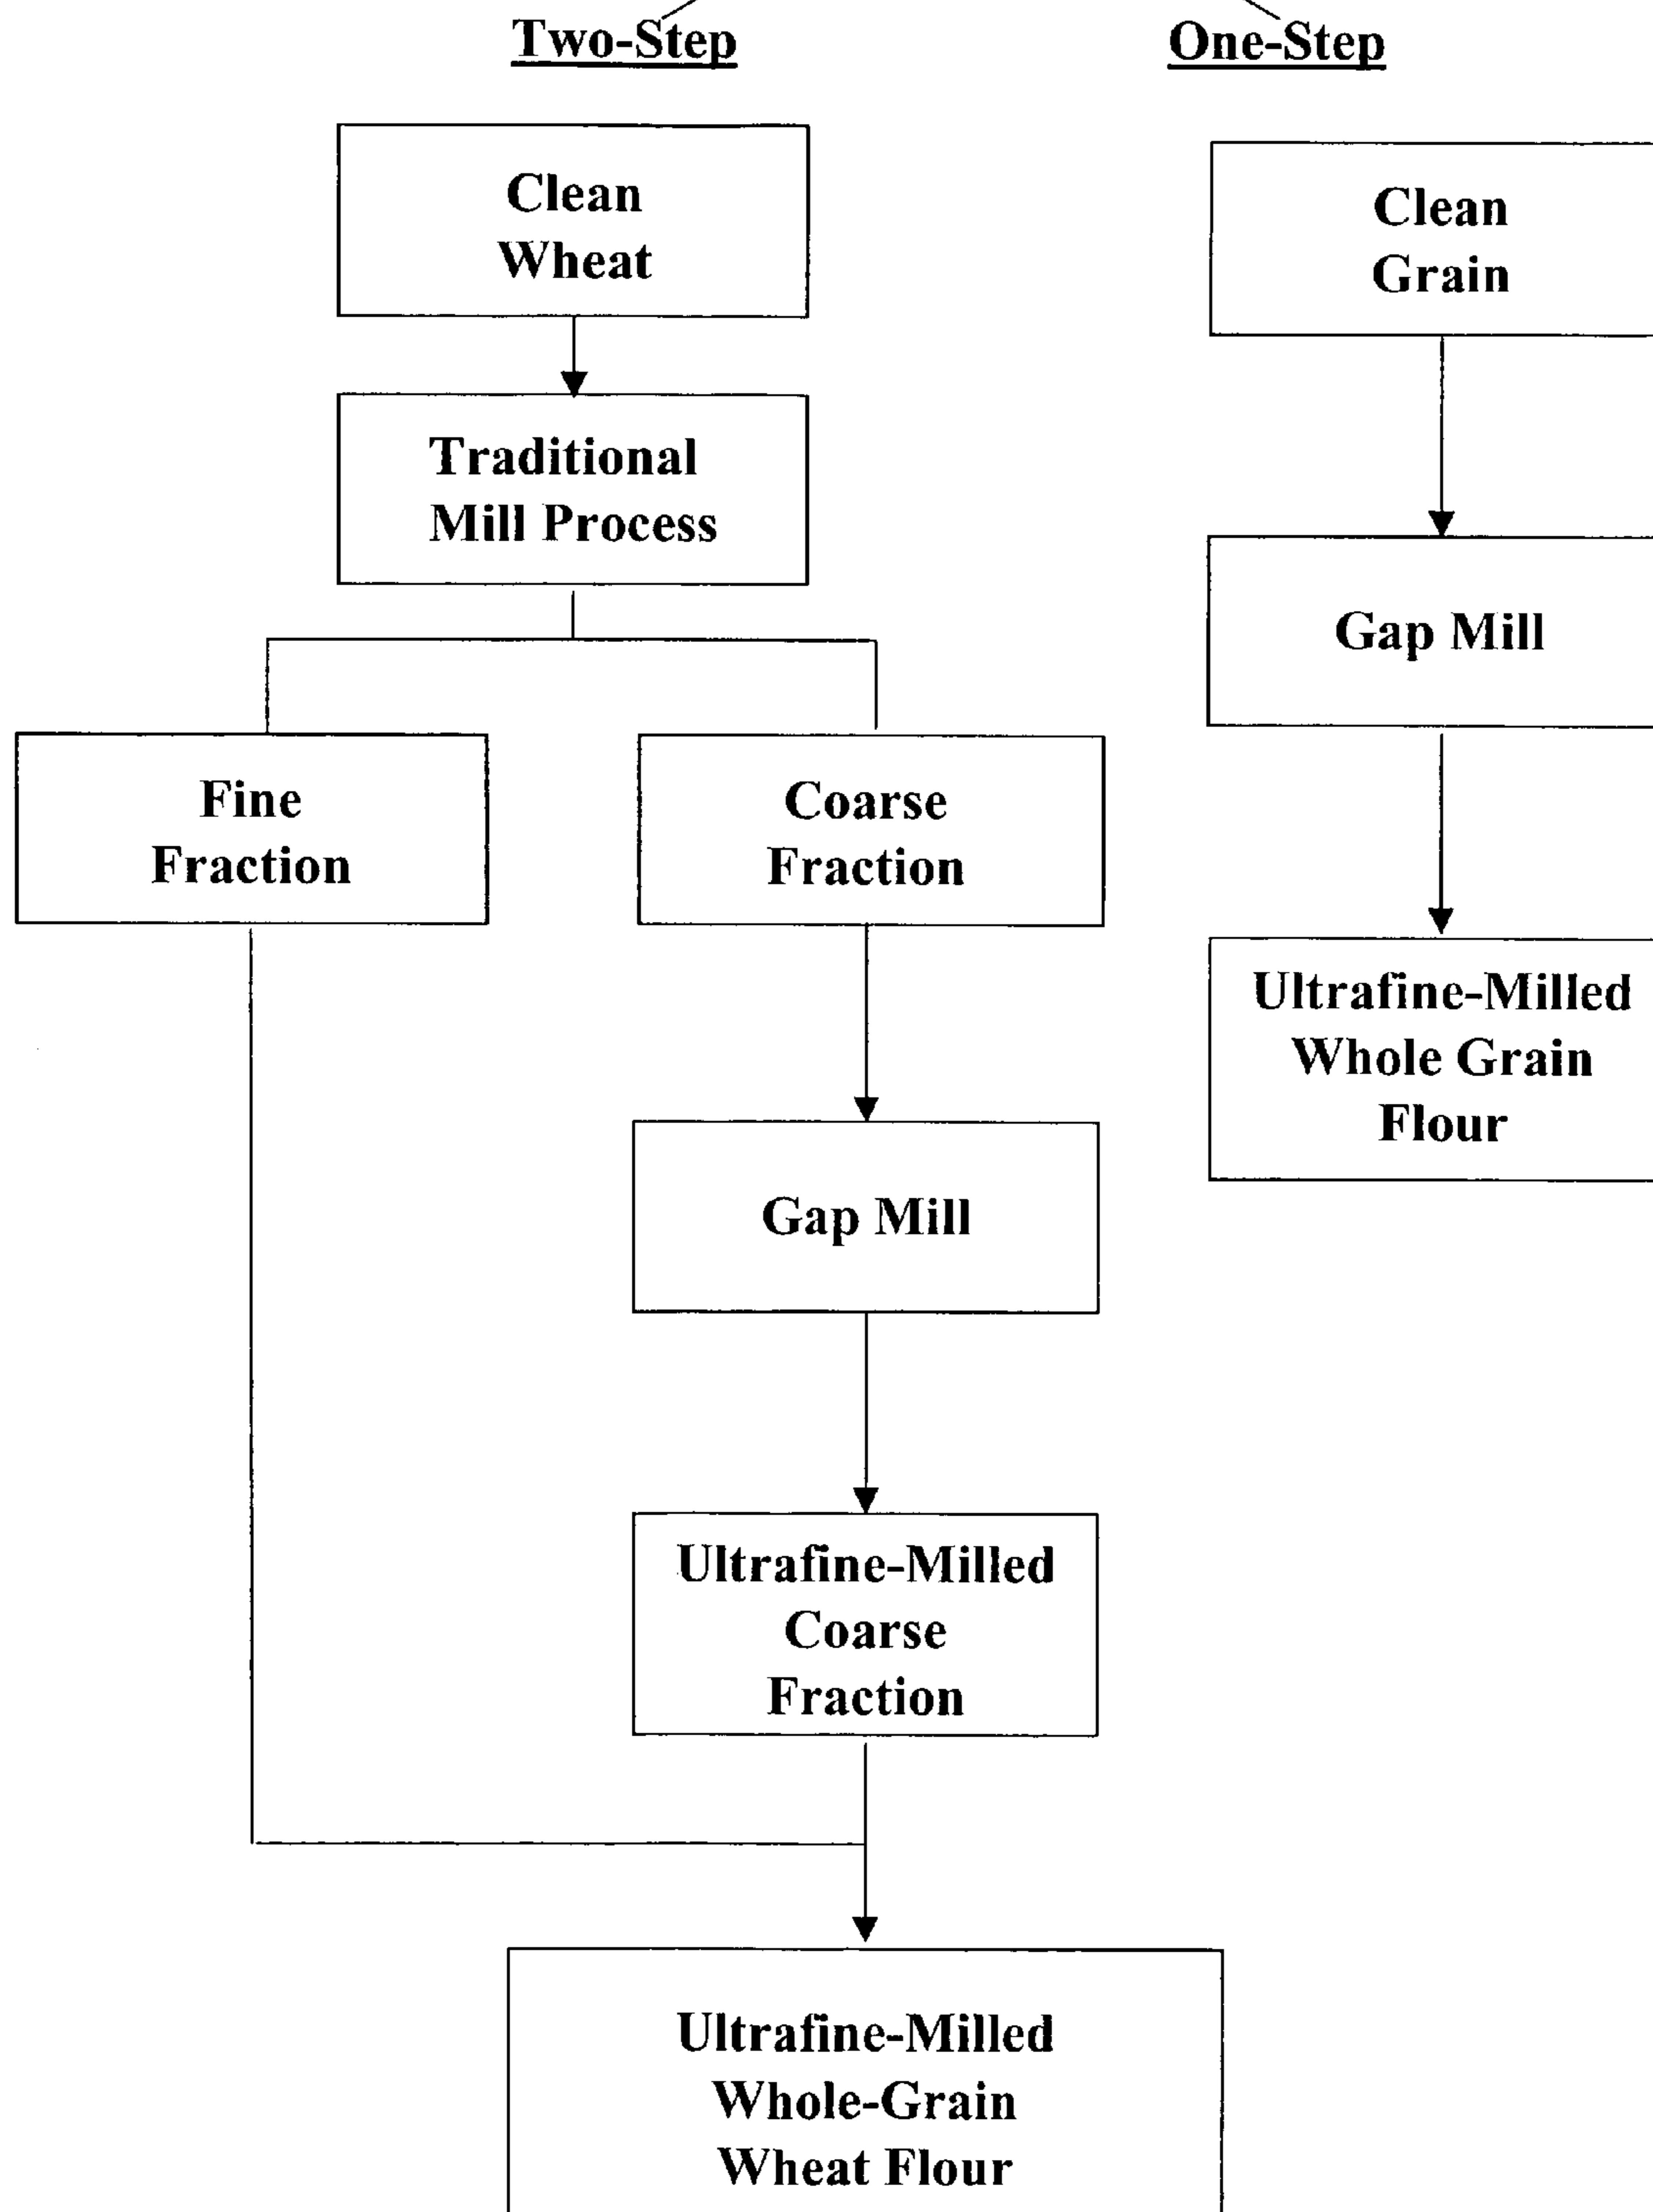 Two-Step
One-Step
Clean
Wheat
Traditional
Mill Process
Fine
Fraction
Coarse
Fraction
Gap Mill
Ultrafine-Milled
Coarse
Fraction
Ultrafine-Milled
Whole-Grain
Wheat Flour
Clean
Grain
Gap Mill
Ultrafine-Milled
Whole Grain
Flour